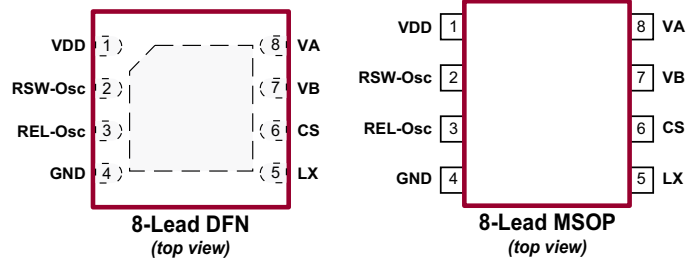 VDD 1 8 VA
RSW-Osc 2 7 VB
REL-Osc 3 6 CS
GND 4 5 LX
8-Lead DFN
(top view)
VDD 1 8 VA
RSW-Osc 2 7 VB
REL-Osc 3 6 CS
GND 4 5 LX
8-Lead MSOP
(top view)